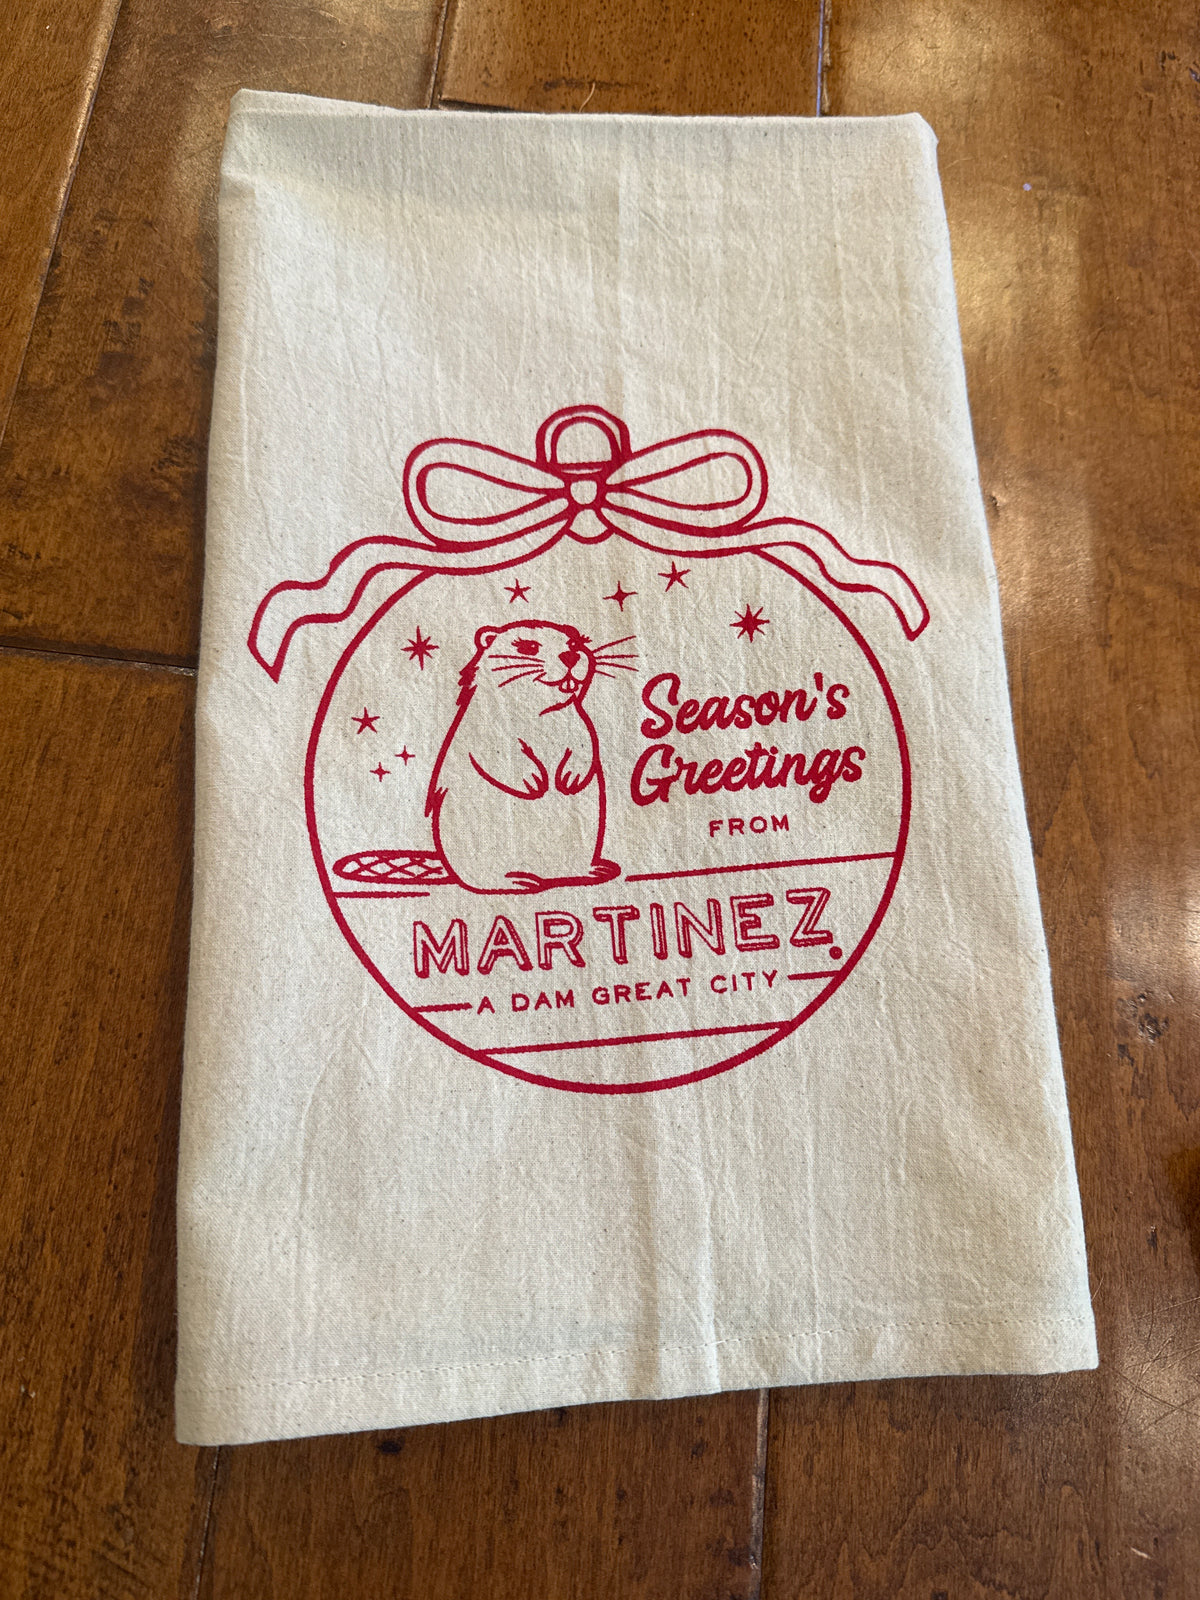 Season's
Greetings
FROM
MARTINEZ
A DAM GREAT CITY